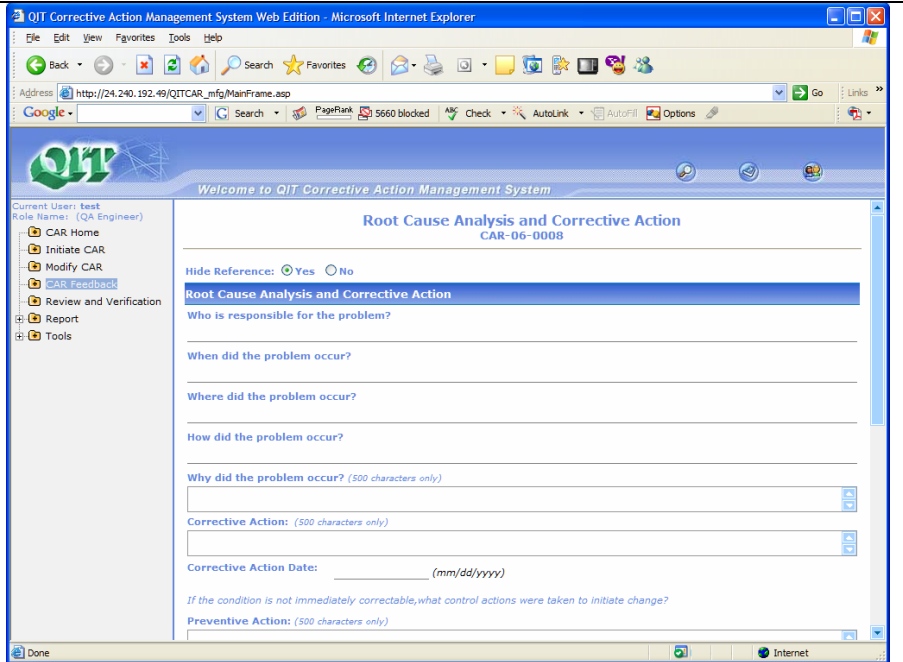 QIT Corrective Action Management System Web Edition - Microsoft Internet Explorer
File Edit View Favorites Tools Help
Back Search Favorites
Address http://24.240.192.49/QITCAR_mfg/MainFrame.asp Go Links »
Google Search PageRank 5660 blocked ABC Check AutoLink AutoFill Options
QIT
Welcome to QIT Corrective Action Management System
Current User: test
Role Name: (QA Engineer)
CAR Home
Initiate CAR
Modify CAR
CAR Feedback
Review and Verification
Report
Tools
Root Cause Analysis and Corrective Action
CAR-06-0008
Hide Reference: Yes No
Root Cause Analysis and Corrective Action
Who is responsible for the problem?
When did the problem occur?
Where did the problem occur?
How did the problem occur?
Why did the problem occur? (500 characters only)
Corrective Action: (500 characters only)
Corrective Action Date: (mm/dd/yyyy)
If the condition is not immediately correctable,what control actions were taken to initiate change?
Preventive Action: (500 characters only)
Done Internet